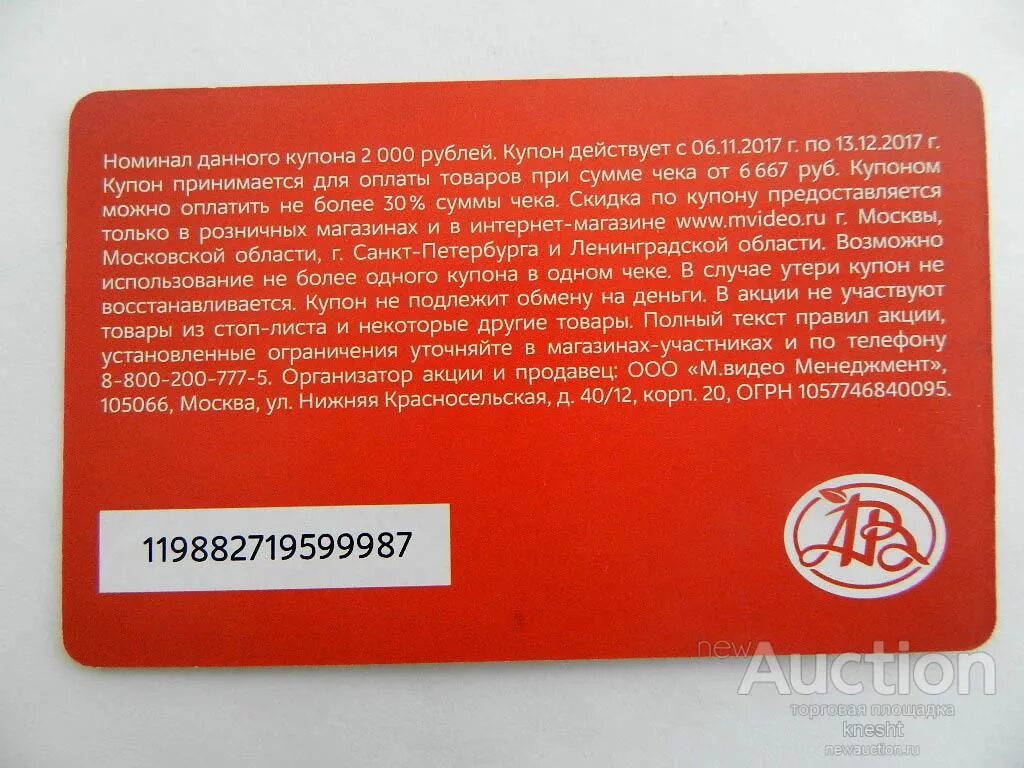 Номинал данного купона 2 000 рублей. Купон действует с 06.11.2017 г. по 13.12.2017 г.
Купон принимается для оплаты товаров при сумме чека от 6 667 руб. Купоном
можно оплатить не более 30% суммы чека. Скидка по купону предоставляется
только в розничных магазинах и в интернет-магазине www.mvideo.ru г. Москвы,
Московской области, г. Санкт-Петербурга и Ленинградской области. Возможно
использование не более одного купона в одном чеке. В случае утери купон не
восстанавливается. Купон не подлежит обмену на деньги. В акции не участвуют
товары из стоп-листа и некоторые другие товары. Полный текст правил акции,
установленные ограничения уточняйте в магазинах-участниках и по телефону
8-800-200-777-5. Организатор акции и продавец: ООО «М.видео Менеджмент»,
105066, Москва, ул. Нижняя Красносельская, д. 40/12, корп. 20, ОГРН 1057746840095.
119882719599987
АВ
newAuction
торговая площадка
knesht
newauction.ru